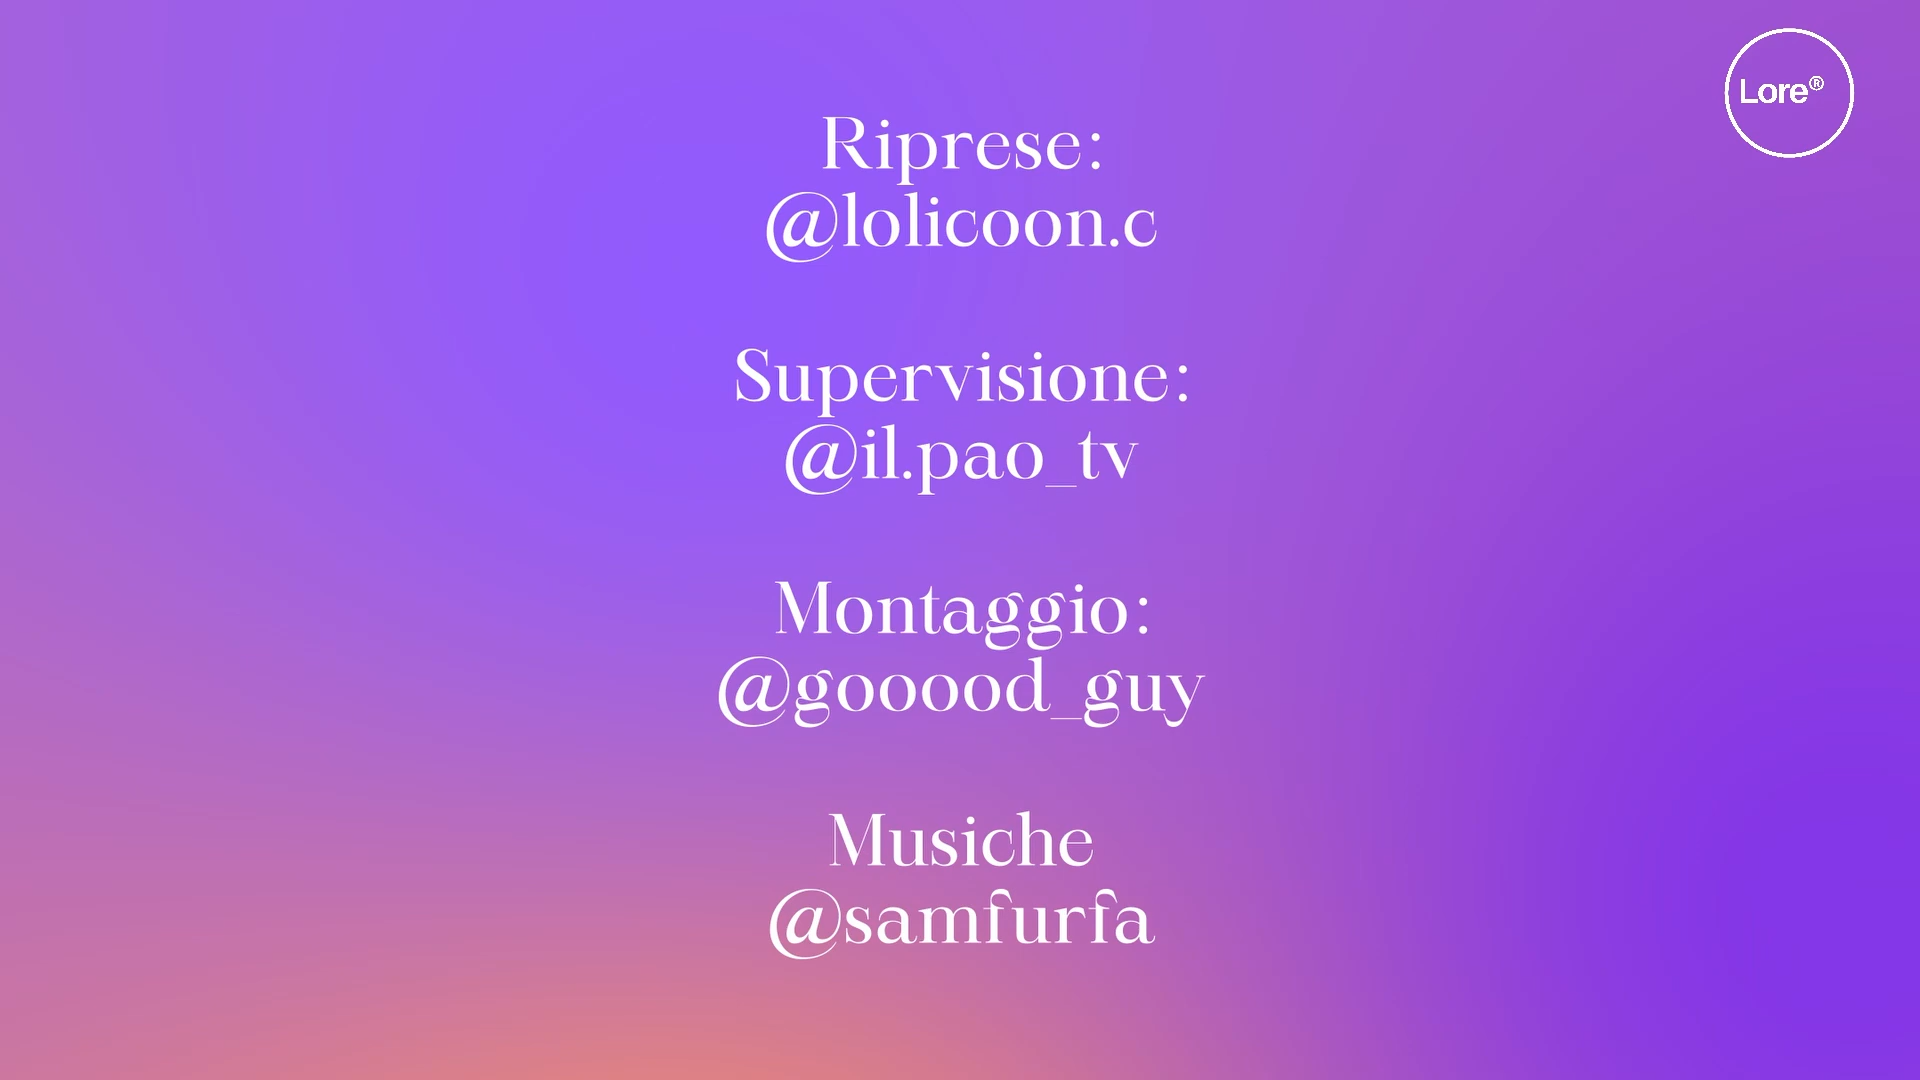 Lore®
Riprese:
@lolicoon.c
Supervisione:
@il.pao_tv
Montaggio:
@gooood_guy
Musiche
@samfurfa